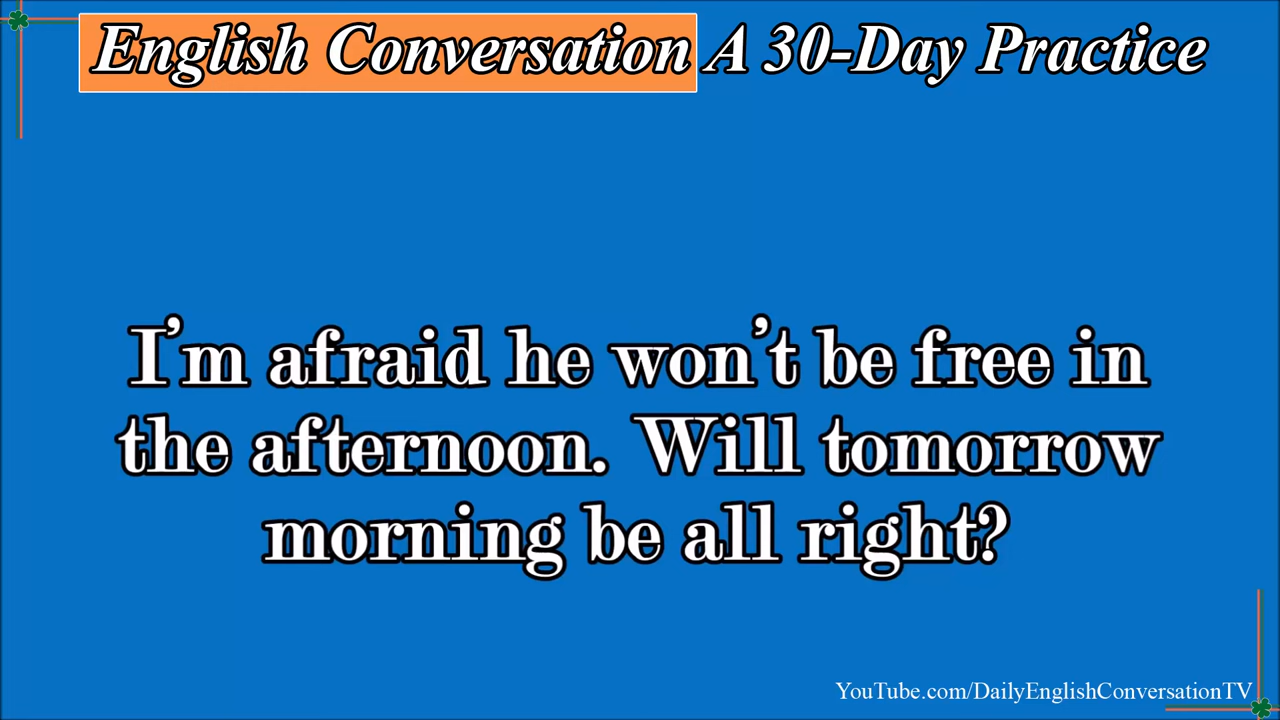 English Conversation A 30-Day Practice
I'm afraid he won't be free in
the afternoon. Will tomorrow
morning be all right?
YouTube.com/DailyEnglishConversationTV